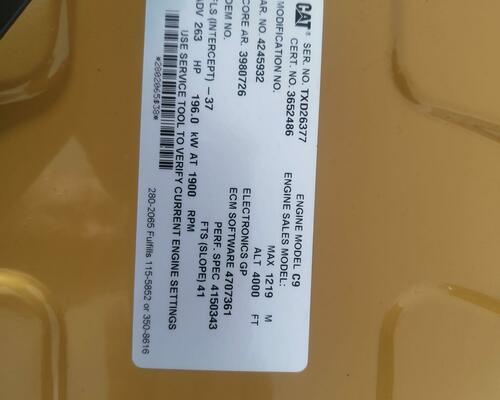 CAT SER. NO. TXD26377 ENGINE MODEL C9
CERT. NO. 3652486 ENGINE SALES MODEL:
MODIFICATION NO. MAX 1219 M
AR. NO. 4245932 ALT 4000 FT
CORE AR. 3980726 ELECTRONICS GP
OEM NO. ECM SOFTWARE 4707361
PERF. SPEC 4150343
FLS (INTERCEPT) -37 FTS (SLOPE) 41
ADV 263 HP 196.0 kW AT 1900 RPM
USE SERVICE TOOL TO VERIFY CURRENT ENGINE SETTINGS
280-2065 Fulfills 115-5852 or 350-8616